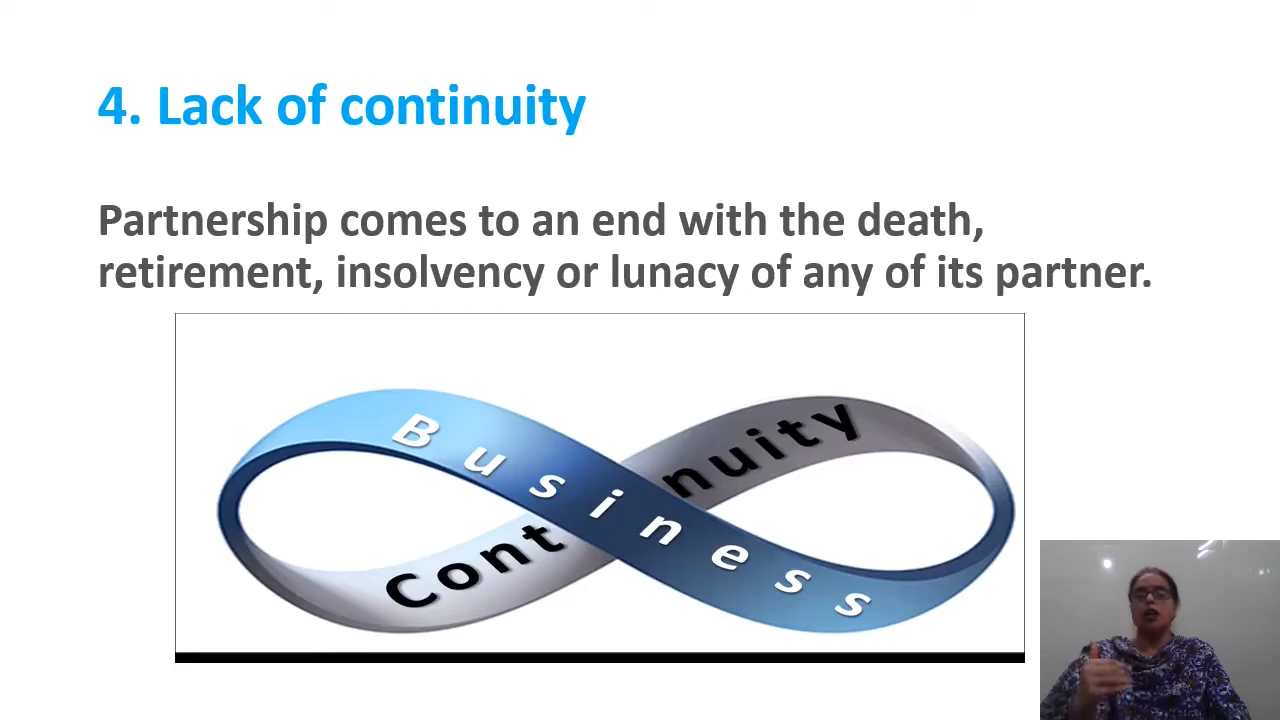 4. Lack of continuity
Partnership comes to an end with the death,
retirement, insolvency or lunacy of any of its partner.
Business
Cont nuity